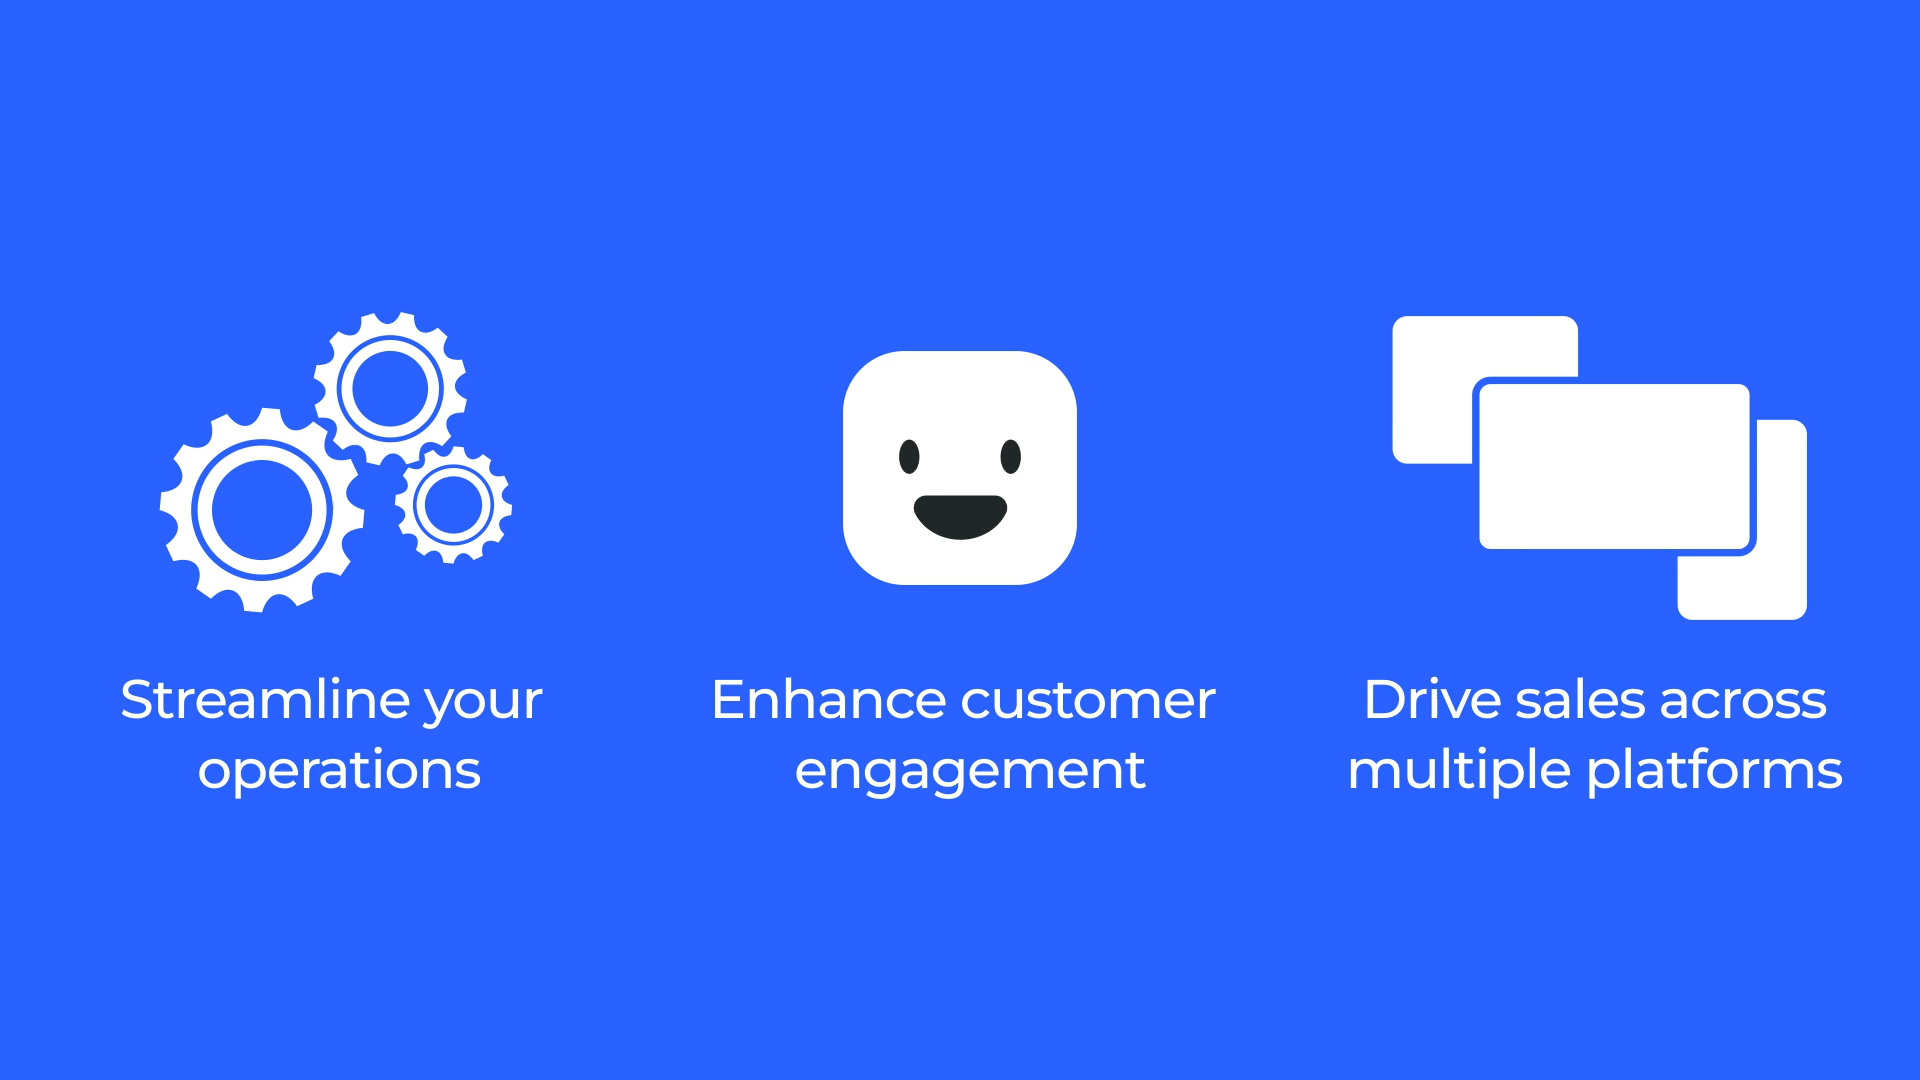 Streamline your
operations
Enhance customer
engagement
Drive sales across
multiple platforms